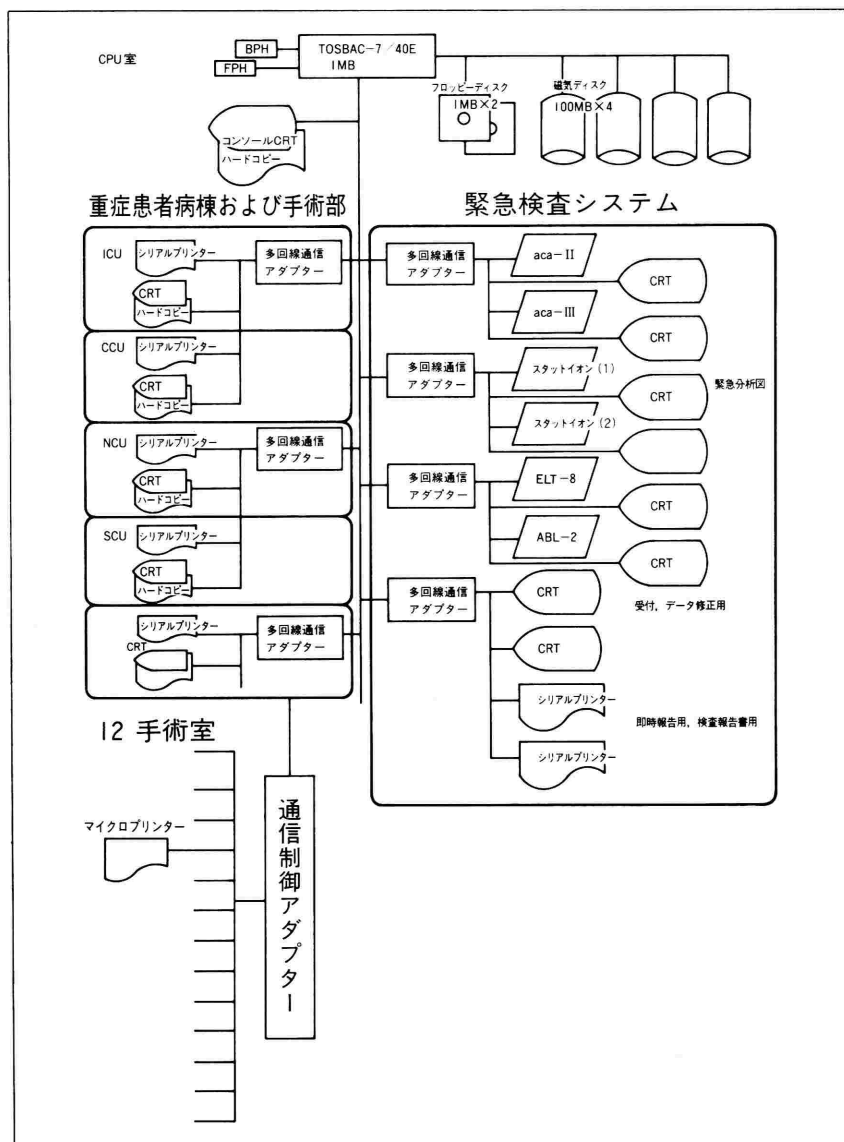 CPU室
BPH
FPH
TOSBAC-7/40E
1MB
フロッピーディスク
1MB×2
磁気ディスク
100MB×4
コンソールCRT
ハードコピー
重症患者病棟および手術部
ICU
シリアルプリンター
CRT
ハードコピー
多回線通信
アダプター
CCU
シリアルプリンター
CRT
ハードコピー
NCU
シリアルプリンター
CRT
ハードコピー
多回線通信
アダプター
SCU
シリアルプリンター
CRT
ハードコピー
シリアルプリンター
CRT
多回線通信
アダプター
緊急検査システム
多回線通信
アダプター
aca-II
CRT
aca-III
CRT
多回線通信
アダプター
スタットイオン(1)
CRT
緊急分析図
スタットイオン(2)
多回線通信
アダプター
ELT-8
CRT
ABL-2
CRT
多回線通信
アダプター
CRT
受付，データ修正用
CRT
シリアルプリンター
即時報告用，検査報告書用
シリアルプリンター
12 手術室
マイクロプリンター
通信制御アダプター